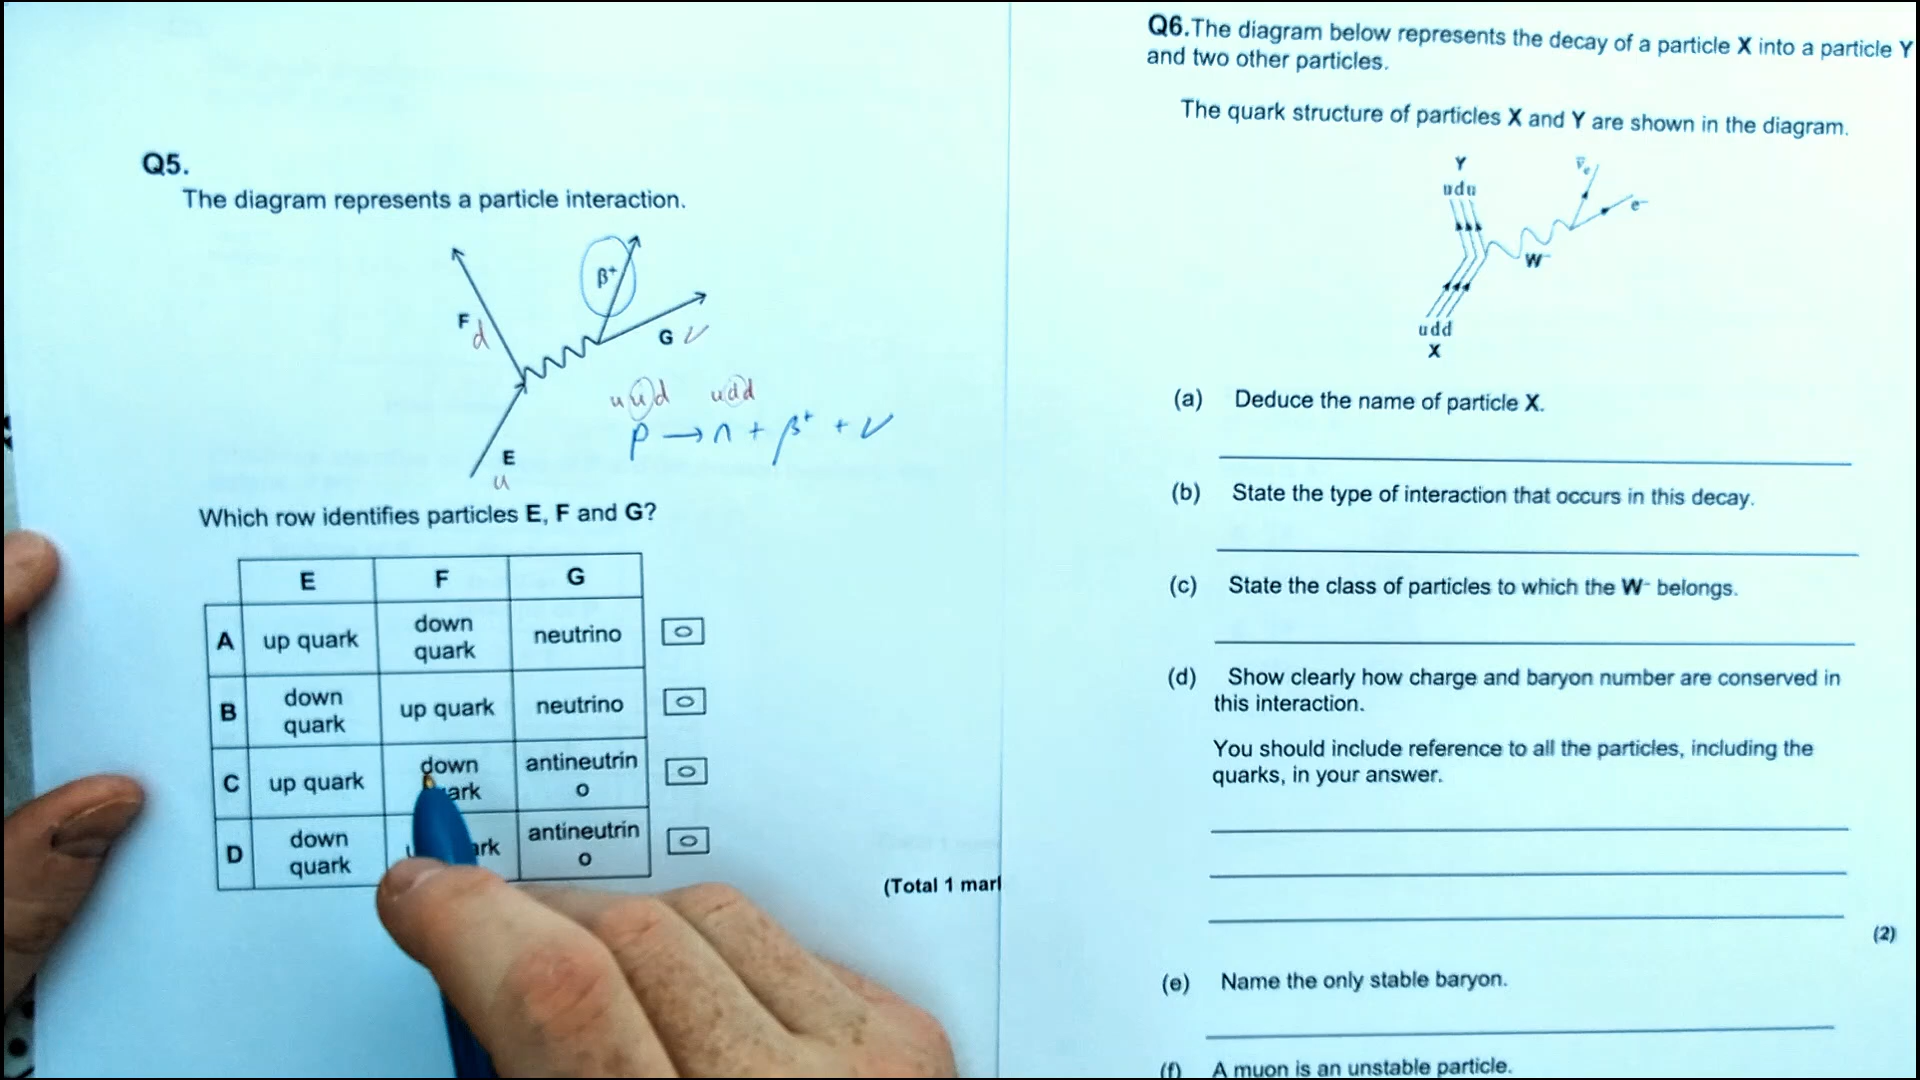 Q5.
The diagram represents a particle interaction.
F
d
β⁺
G ν
uud udd
p → n + β⁺ + ν
E
u
Which row identifies particles E, F and G?
E F G
A up quark down quark neutrino
B down quark up quark neutrino
C up quark down antineutrin
o
D down quark antineutrin
o
(Total 1 mark
Q6.The diagram below represents the decay of a particle X into a particle Y
and two other particles.
The quark structure of particles X and Y are shown in the diagram.
Y
udu
ν̄e
e⁻
W⁻
udd
X
(a) Deduce the name of particle X.
(b) State the type of interaction that occurs in this decay.
(c) State the class of particles to which the W⁻ belongs.
(d) Show clearly how charge and baryon number are conserved in
this interaction.
You should include reference to all the particles, including the
quarks, in your answer.
(2)
(e) Name the only stable baryon.
(f) A muon is an unstable particle.